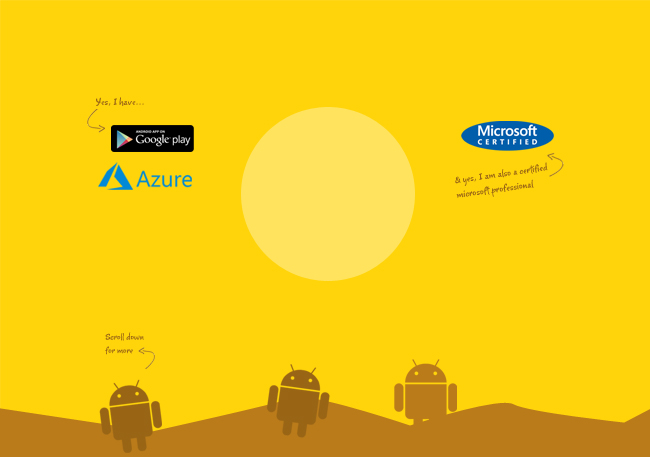 Yes, I have...
ANDROID APP ON
Google play
Azure
Microsoft
CERTIFIED
& yes, I am also a certified
microsoft professional
Scroll down
for more